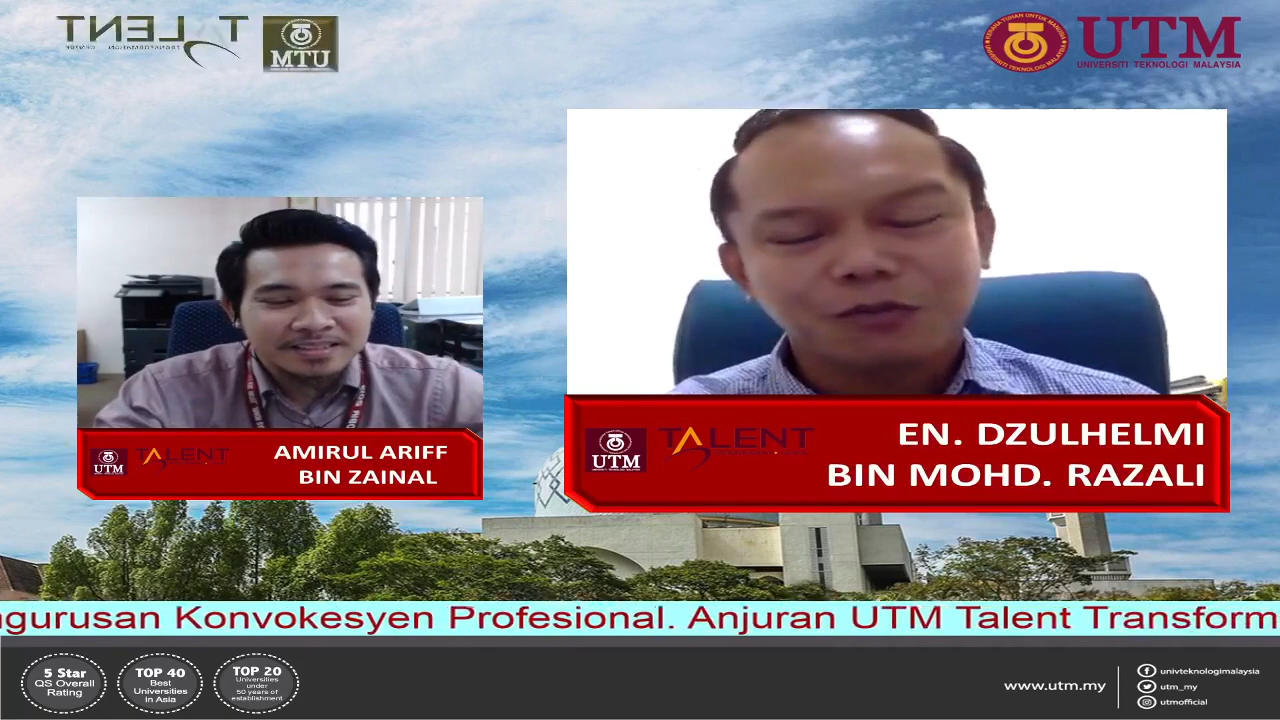 TALENT
UTM
UNIVERSITI TEKNOLOGI MALAYSIA
UTM
TALENT
AMIRUL ARIFF
BIN ZAINAL
UTM
TALENT
EN. DZULHELMI
BIN MOHD. RAZALI
ngurusan Konvokesyen Profesional. Anjuran UTM Talent Transform
5 Star
QS Overall
Rating
TOP 40
Best
Universities
in Asia
TOP 20
Universities
under
50 years of
establishment
www.utm.my
univteknologimalaysia
utm_my
utmofficial